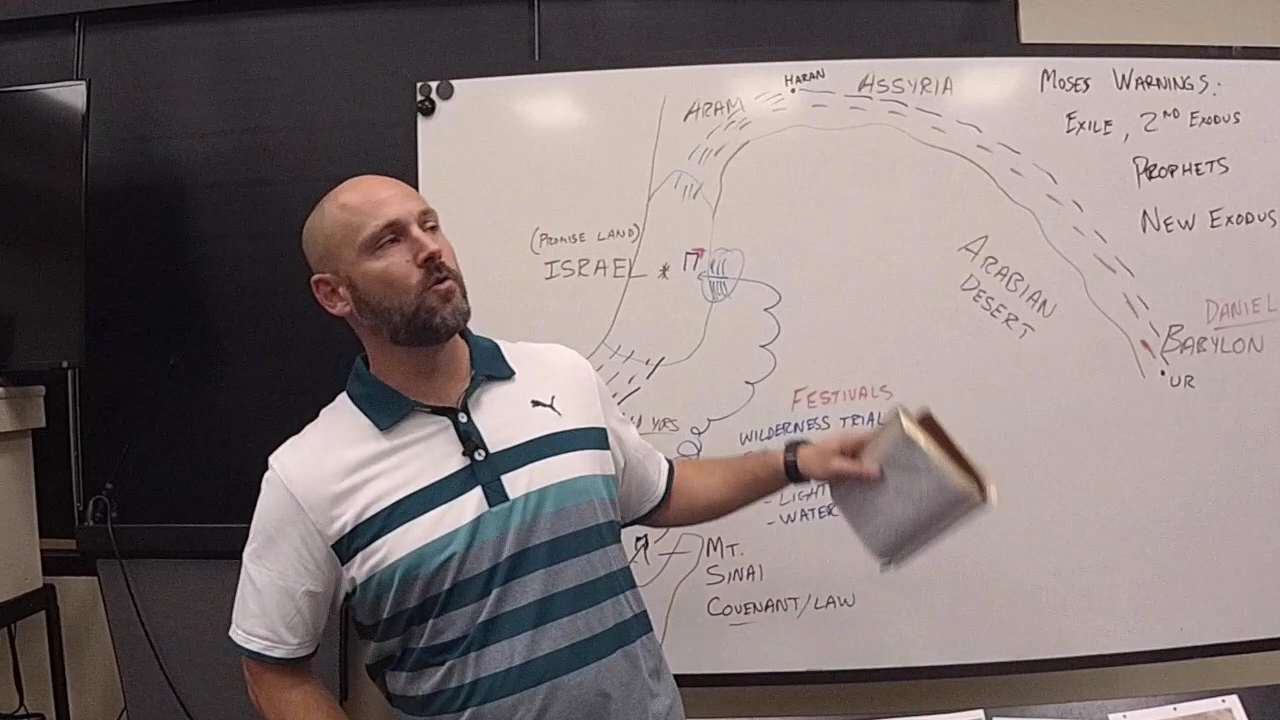 HARAN
ASSYRIA
ARAM
MOSES WARNINGS:
EXILE, 2ND EXODUS
PROPHETS
NEW EXODUS
(PROMISE LAND)
ISRAEL
ARABIAN
DESERT
DANIEL
BABYLON
UR
FESTIVALS
WILDERNESS TRIAL
YRS
- LIGHT
- WATER
MT.
SINAI
COVENANT/LAW